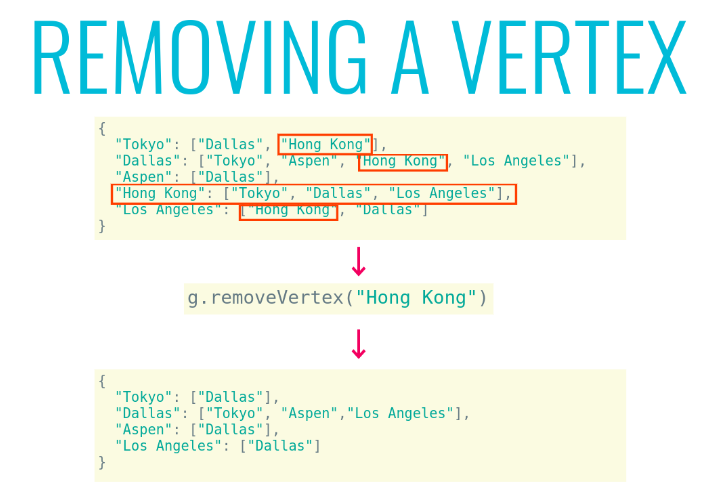 REMOVING A VERTEX
{
"Tokyo": ["Dallas", "Hong Kong"],
"Dallas": ["Tokyo", "Aspen", "Hong Kong", "Los Angeles"],
"Aspen": ["Dallas"],
"Hong Kong": ["Tokyo", "Dallas", "Los Angeles"],
"Los Angeles": ["Hong Kong", "Dallas"]
}
g.removeVertex("Hong Kong")
{
"Tokyo": ["Dallas"],
"Dallas": ["Tokyo", "Aspen","Los Angeles"],
"Aspen": ["Dallas"],
"Los Angeles": ["Dallas"]
}